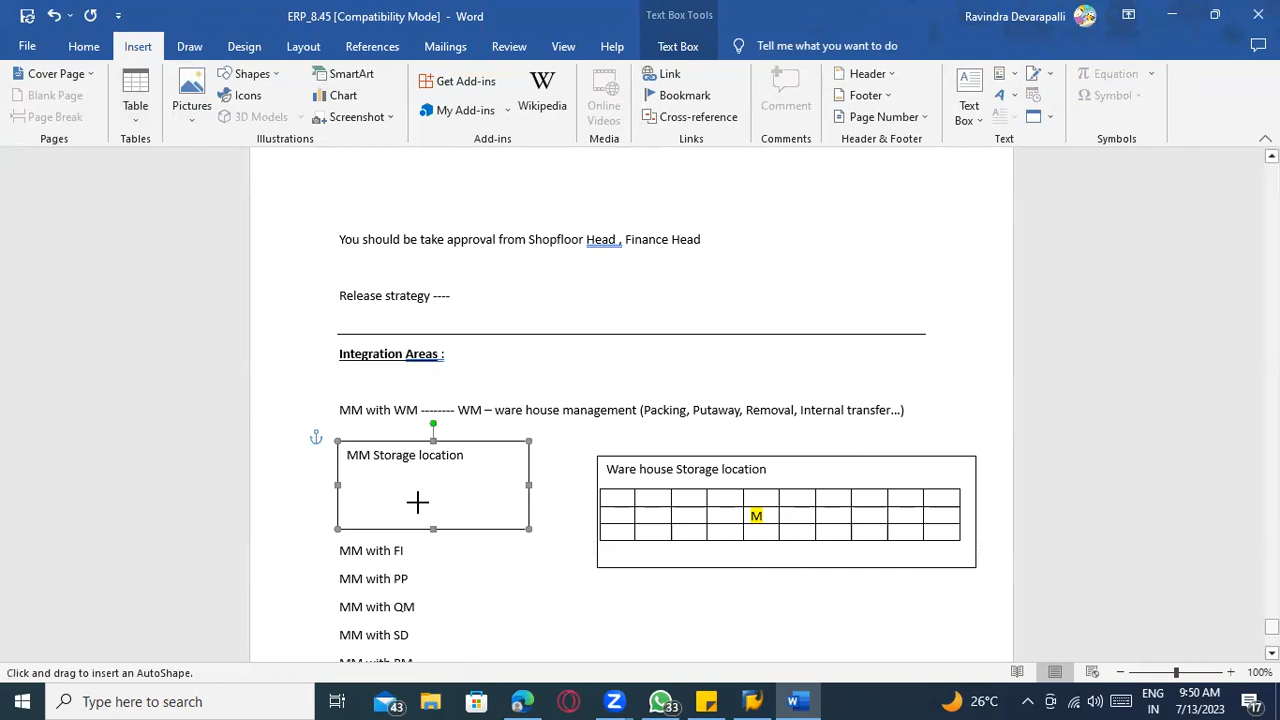 ERP_8.45 [Compatibility Mode] - Word
Text Box Tools
Ravindra Devarapalli
File Home Insert Draw Design Layout References Mailings Review View Help Text Box Tell me what you want to do
Cover Page
Blank Page
Page Break
Pages
Table
Tables
Pictures
Shapes
Icons
3D Models
SmartArt
Chart
Screenshot
Illustrations
Get Add-ins
My Add-ins
Wikipedia
Add-ins
Online Videos
Media
Link
Bookmark
Cross-reference
Links
Comment
Comments
Header
Footer
Page Number
Header & Footer
Text Box
Text
Equation
Symbol
Symbols
You should be take approval from Shopfloor Head , Finance Head
Release strategy ----
Integration Areas :
MM with WM -------- WM – ware house management (Packing, Putaway, Removal, Internal transfer...)
MM Storage location
Ware house Storage location
M
MM with FI
MM with PP
MM with QM
MM with SD
Click and drag to insert an AutoShape.
100%
Type here to search
43
33
26°C
ENG
IN
9:50 AM
7/13/2023
17